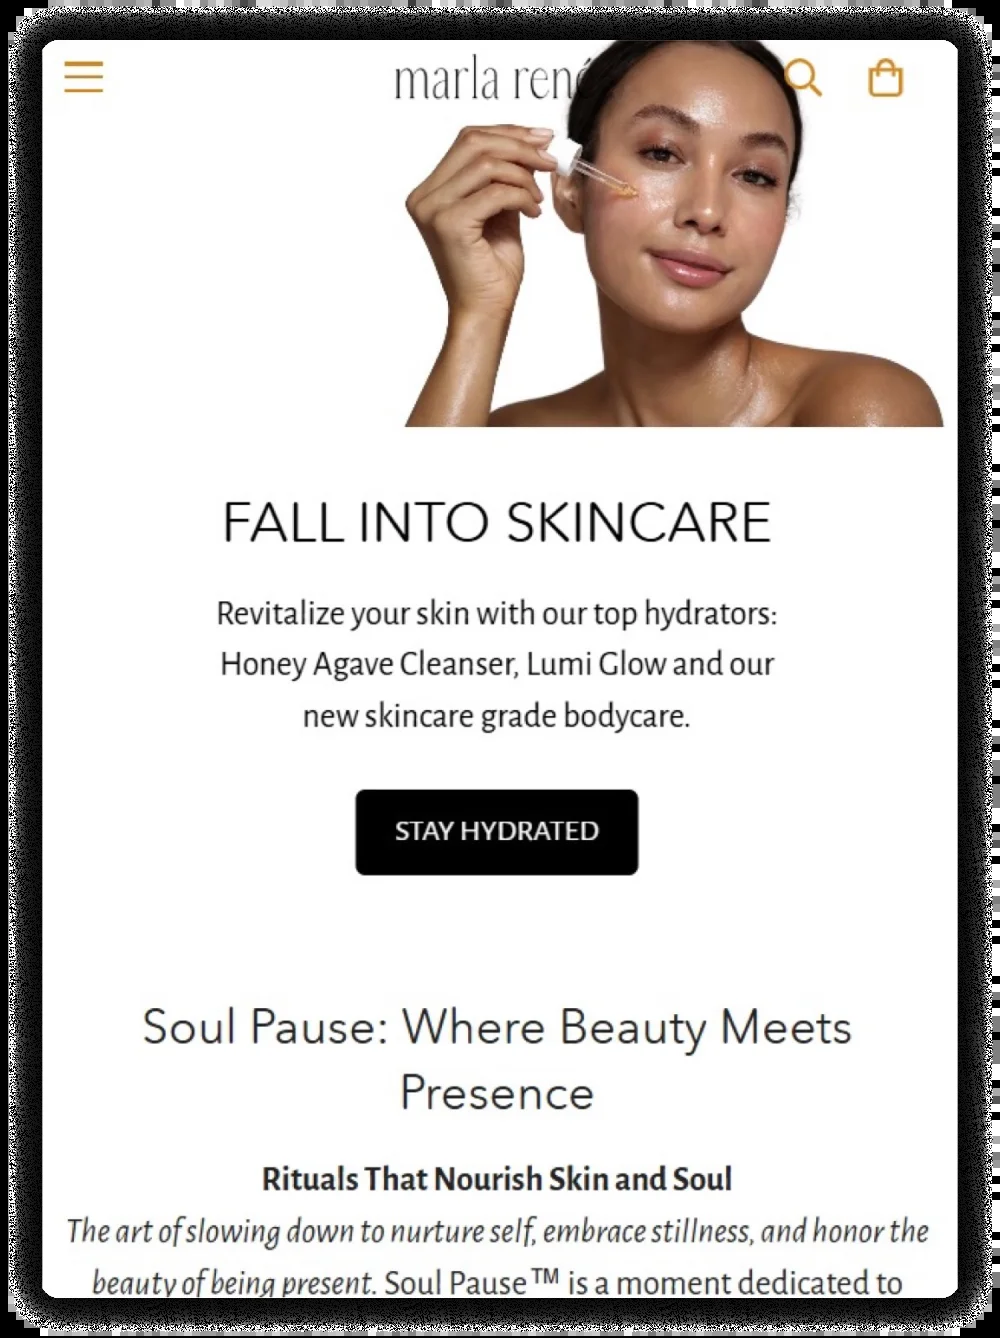 marla rené
FALL INTO SKINCARE
Revitalize your skin with our top hydrators:
Honey Agave Cleanser, Lumi Glow and our
new skincare grade bodycare.
STAY HYDRATED
Soul Pause: Where Beauty Meets
Presence
Rituals That Nourish Skin and Soul
The art of slowing down to nurture self, embrace stillness, and honor the
beauty of being present. Soul Pause™ is a moment dedicated to